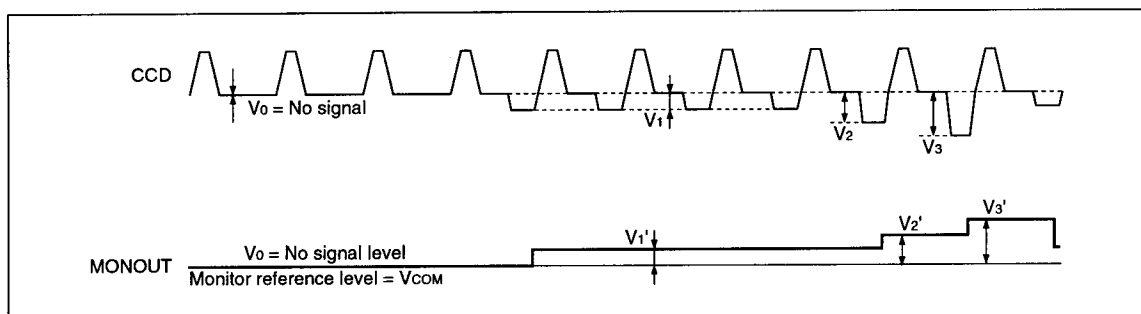 CCD
V0 = No signal
V1
V2
V3
V0 = No signal level
V1'
V2'
V3'
MONOUT
Monitor reference level = VCOM